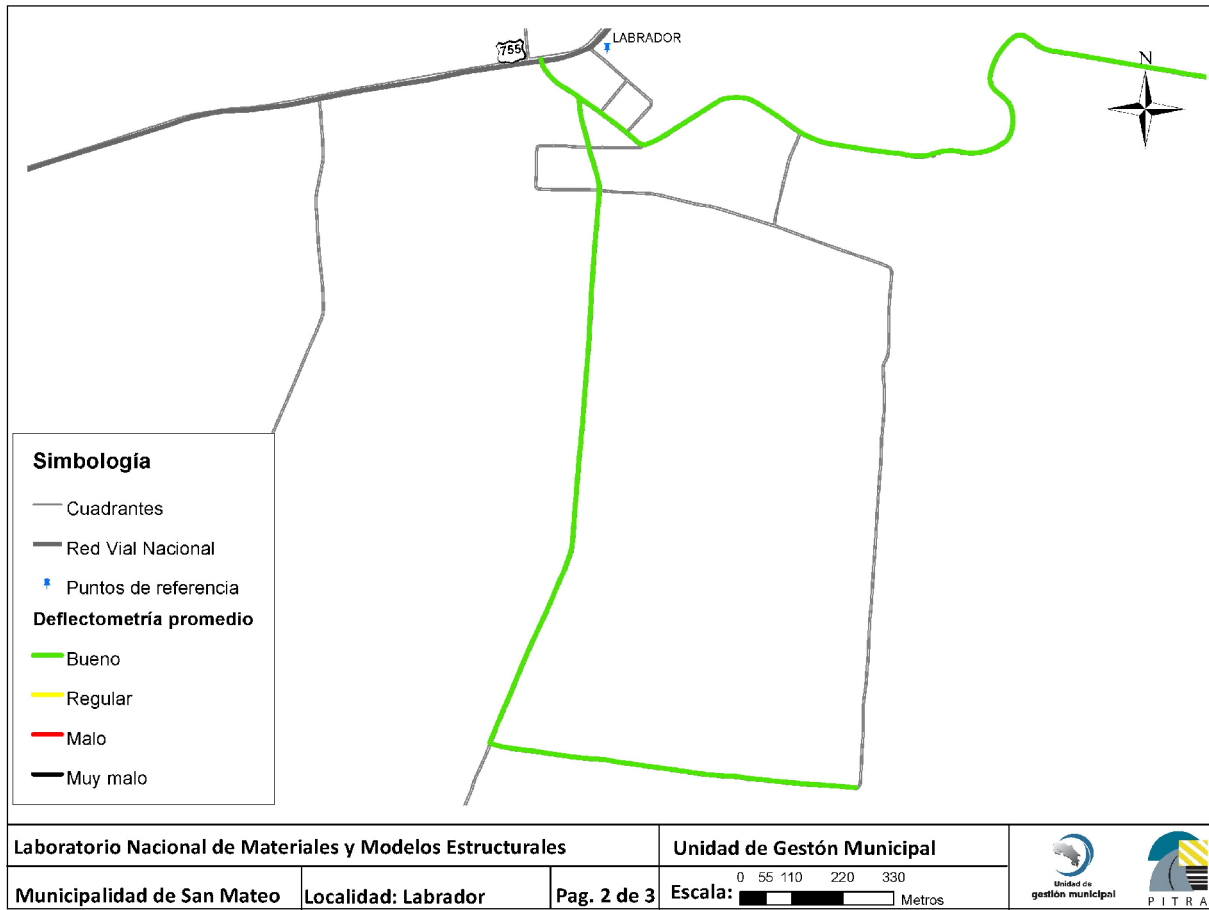 755
LABRADOR
N
Simbología
Cuadrantes
Red Vial Nacional
Puntos de referencia
Deflectometría promedio
Bueno
Regular
Malo
Muy malo
Laboratorio Nacional de Materiales y Modelos Estructurales
Unidad de Gestión Municipal
Municipalidad de San Mateo
Localidad: Labrador
Pag. 2 de 3
Escala:
0 55 110 220 330
Metros
Unidad de
gestión municipal
PITRA